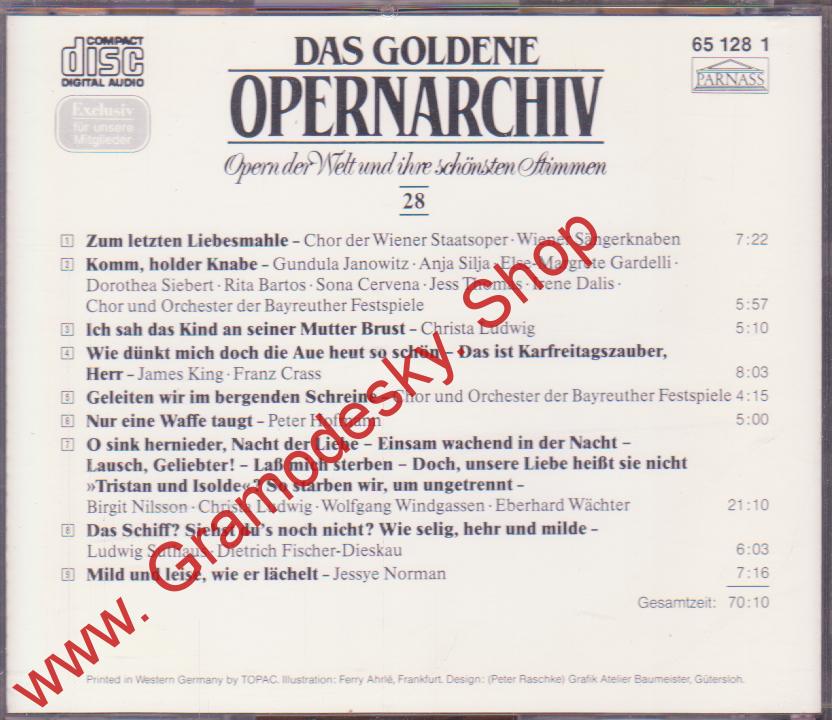 COMPACT
disc
DIGITAL AUDIO
Exclusiv
für unsere
Mitglieder
DAS GOLDENE
OPERNARCHIV
Opern der Welt und ihre schönsten Stimmen
28
65 128 1
PARNASS
1 Zum letzten Liebesmahle – Chor der Wiener Staatsoper · Wiener Sängerknaben 7:22
2 Komm, holder Knabe – Gundula Janowitz · Anja Silja · Else-Margrete Gardelli ·
Dorothea Siebert · Rita Bartos · Sona Cervena · Jess Thomas · Irene Dalis ·
Chor und Orchester der Bayreuther Festspiele 5:57
3 Ich sah das Kind an seiner Mutter Brust – Christa Ludwig 5:10
4 Wie dünkt mich doch die Aue heut so schön – Das ist Karfreitagszauber,
Herr – James King · Franz Crass 8:03
5 Geleiten wir im bergenden Schreine – Chor und Orchester der Bayreuther Festspiele 4:15
6 Nur eine Waffe taugt – Peter Hofmann 5:00
7 O sink hernieder, Nacht der Liebe – Einsam wachend in der Nacht –
Lausch, Geliebter! – Laß mich sterben – Doch, unsere Liebe heißt sie nicht
»Tristan und Isolde«? So starben wir, um ungetrennt –
Birgit Nilsson · Christa Ludwig · Wolfgang Windgassen · Eberhard Wächter 21:10
8 Das Schiff? Siehst du's noch nicht? Wie selig, hehr und milde –
Ludwig Suthaus · Dietrich Fischer-Dieskau 6:03
9 Mild und leise, wie er lächelt – Jessye Norman 7:16
Gesamtzeit: 70:10
Printed in Western Germany by TOPAC. Illustration: Ferry Ahrlé, Frankfurt. Design: (Peter Raschke) Grafik Atelier Baumeister, Gütersloh.
www.Gramodesky.Shop